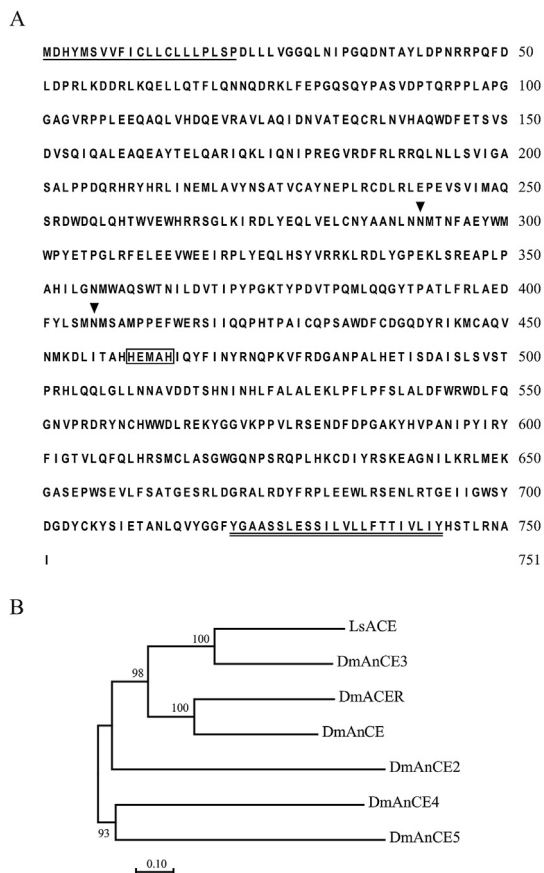 A
MDHYMSVVFICLLCLLLPLSPDLLLVGGQLNIPGQDNTAYLDPNRRPQFD 50
LDPRLKDDRLKQELLQTFLQNNQDRKLFEPGQSQYPASVDPTQRPPLAPG 100
GAGVRPPLEEQAQLVHDQEVRAVLAQIDNVATEQCRLNVHAQWDFETSVS 150
DVSQIQALEAQEAYTELQARIQKLIQNIPREGVRDFRLRRQLNLLSVIGA 200
SALPPDQRHRYHRLINEMLAVYNSATVCAYNEPLRCDLRLEPEVSVIMAQ 250
SRDWDQLQHTWVEWHRRSGLKIRDLYEQLVELCNYAANLNNMTNFAEYWM 300
WPYETPGLRFELEEVWEEIRPLYEQLHSYVRRKLRDLYGPEKLSREAPLP 350
AHILGNMWAQSWTNILDVTIPYPGKTYPDVTPQMLQQGYTPATLFRLAED 400
FYLSMNMSAMPPEFWERSIIQQPHTPAICQPSAWDFCDGQDYRIKMCAQV 450
NMKDLITAHHEMAHIQYFINYRNQPKVFRDGANPALHETISDAISLSVST 500
PRHLQQLGLLNNAVDDTSHNINHLFALALEKLPFLPFSLALDFWRWDLFQ 550
GNVPRDRYNCHWWDLREKYGGVKPPVLRSENDFDPGAKYHVPANIPYIRY 600
FIGTVLQFQLHRSMCLASGWGQNPSRQPLHKCDIYRSKEAGNILKRLMEK 650
GASEPWSEVLFSATGESRLDGRALRDYFRPLEEWLRSENLRTGEIIGWSY 700
DGDYCKYSIETANLQVYGGFYGAASSLESSILVLLFTTIVLIYHSTLRNA 750
I 751
B
LsACE
100
DmAnCE3
98
DmACER
100
DmAnCE
DmAnCE2
DmAnCE4
93
DmAnCE5
0.10